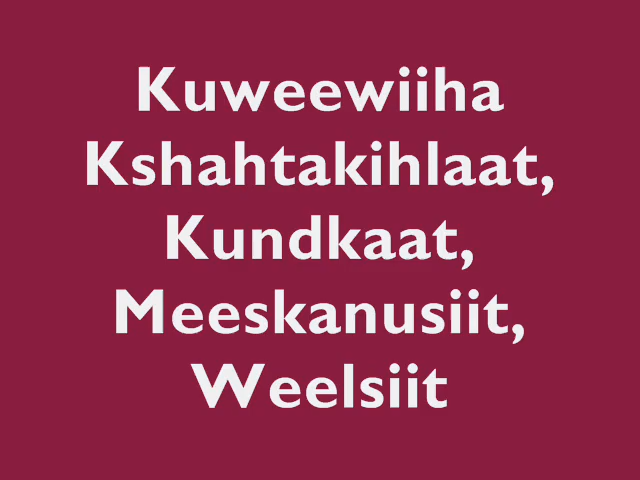 Kuweewiiha
Kshahtakihlaat,
Kundkaat,
Meeskanusiit,
Weelsiit